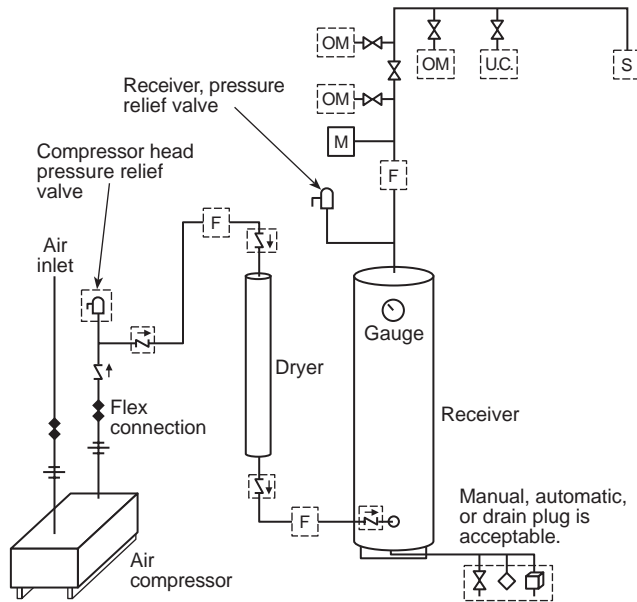 OM
OM
U.C.
S
OM
Receiver, pressure
relief valve
M
Compressor head
pressure relief
valve
F
F
Air
inlet
Gauge
Dryer
Flex
connection
Receiver
Manual, automatic,
or drain plug is
acceptable.
F
Air
compressor